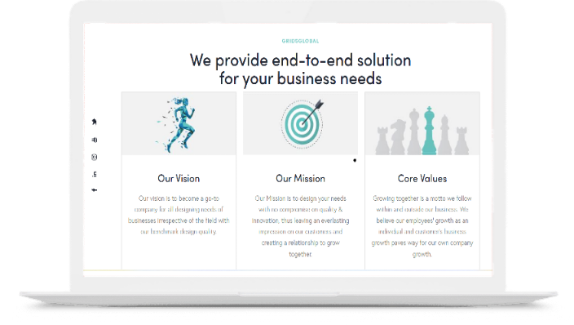 GRIDSGLOBAL
We provide end-to-end solution
for your business needs
Our Vision
Our vision is to become a go-to
company for all designing needs of
businesses irrespective of the field with
our benchmark design quality.
Our Mission
Our Mission is to design your needs
with no compromise on quality &
innovation, thus leaving an everlasting
impression on our customers and
creating a relationship to grow
together.
Core Values
Growing together is a motto we follow
within and outside our business. We
believe our employees' growth as an
individual and customer's business
growth paves way for our own company
growth.